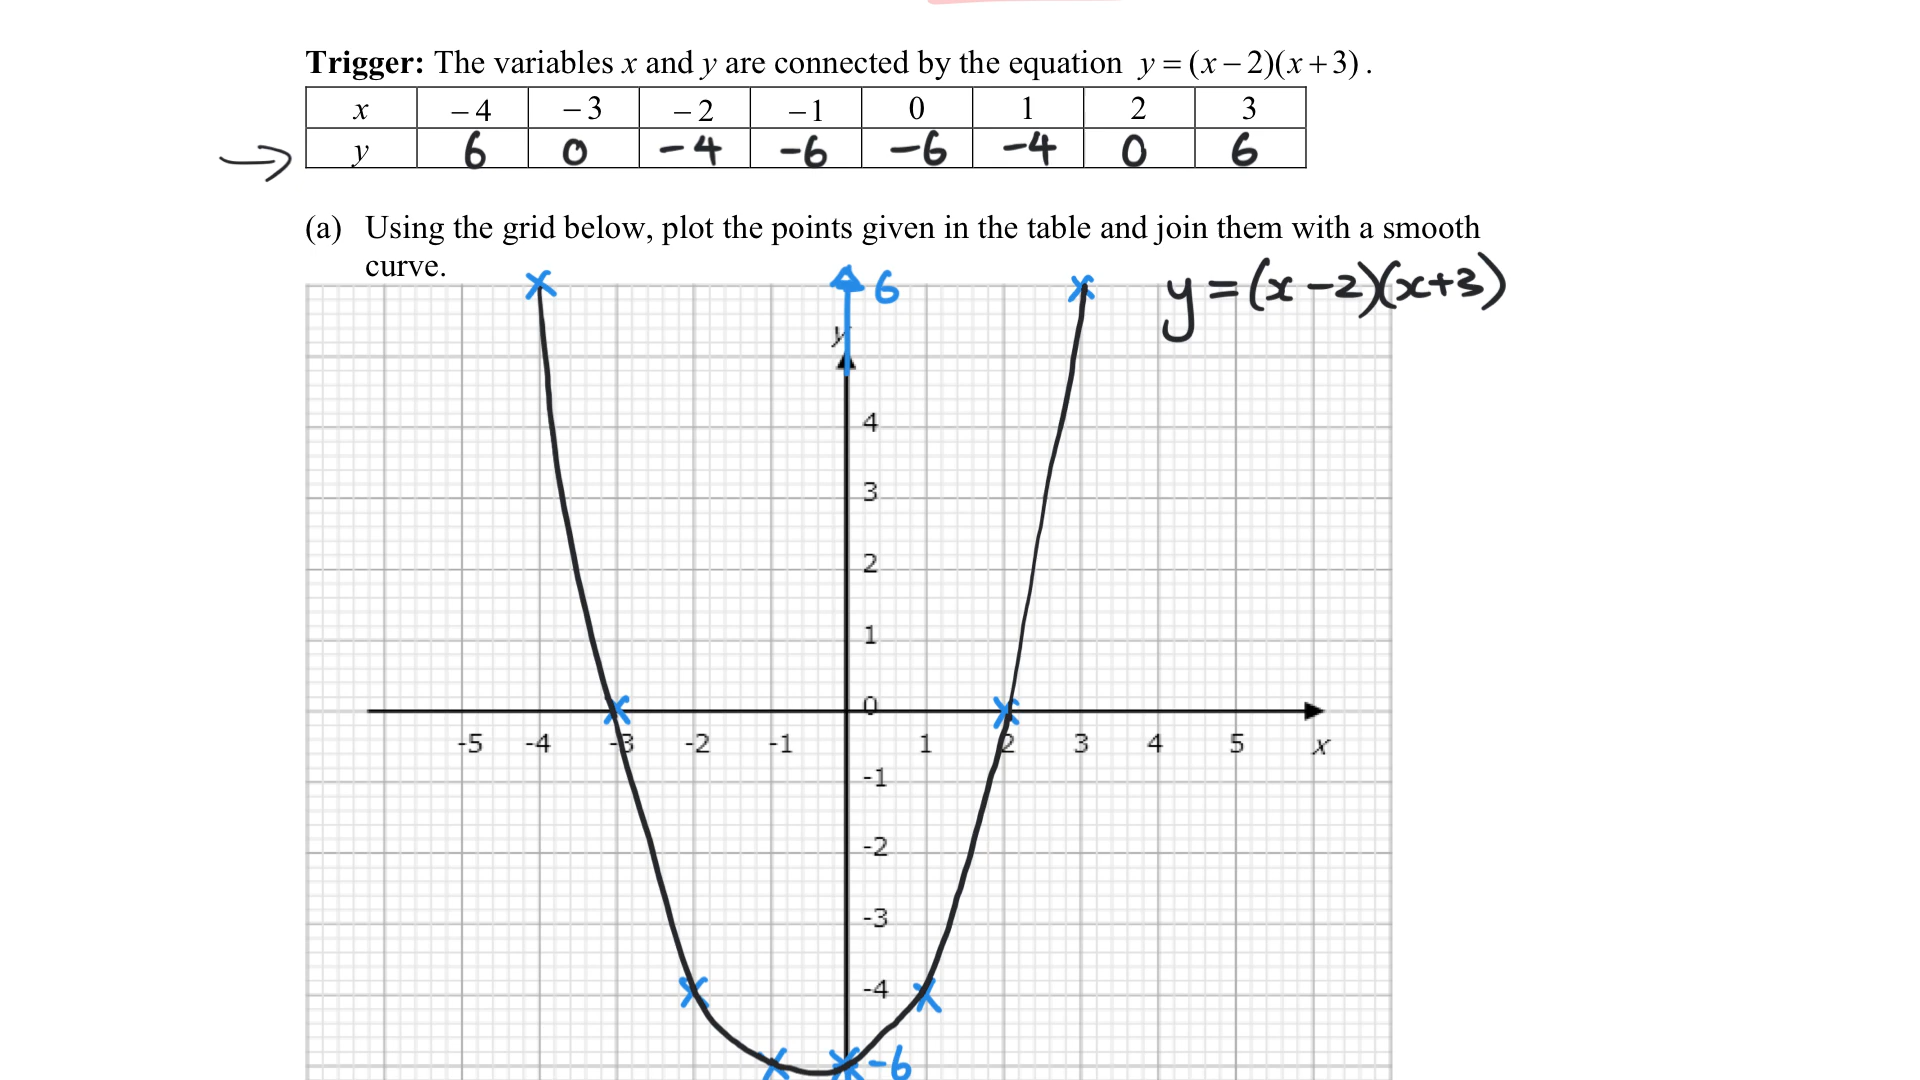 Trigger: The variables x and y are connected by the equation y = (x − 2)(x + 3).
x −4 −3 −2 −1 0 1 2 3
y 6 0 −4 −6 −6 −4 0 6
(a) Using the grid below, plot the points given in the table and join them with a smooth
curve.
6
y = (x − 2)(x + 3)
y
4
3
2
1
0
-5 -4 -3 -2 -1 1 2 3 4 5 x
-1
-2
-3
-4
-6